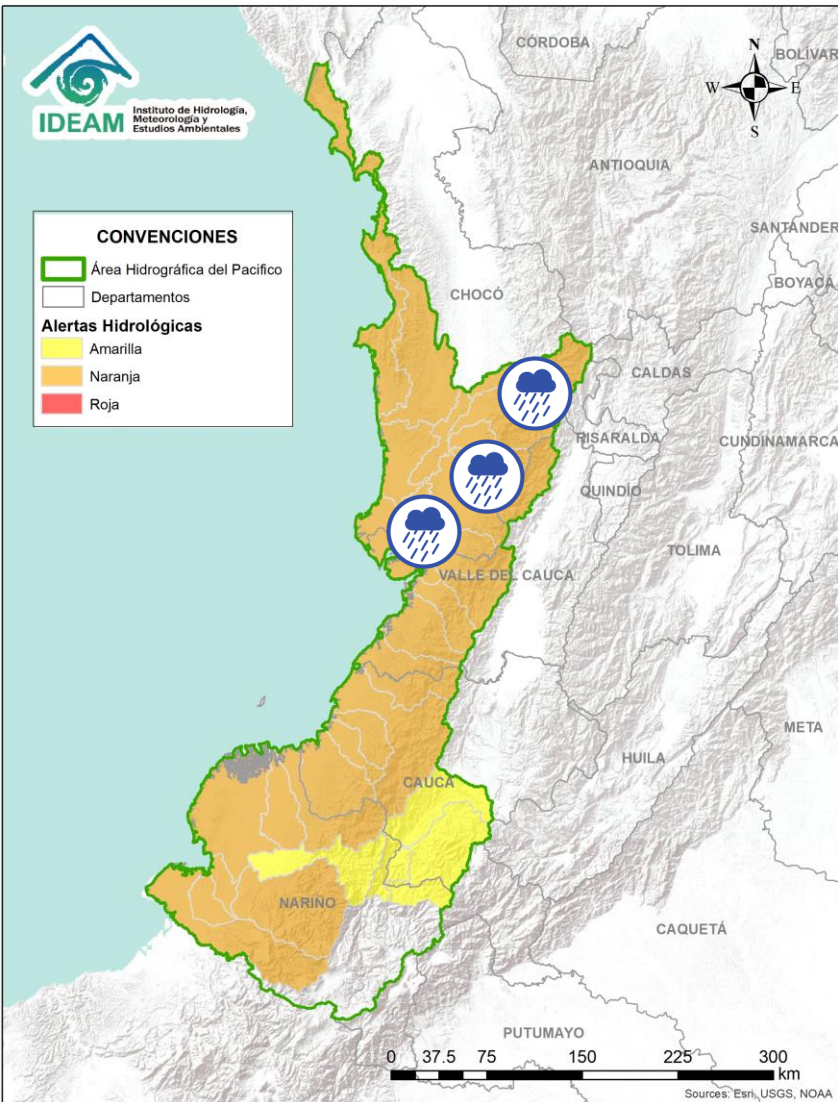 IDEAM
Instituto de Hidrología,
Meteorología y
Estudios Ambientales
CÓRDOBA
BOLÍVAR
N
W
E
S
ANTIOQUIA
SANTANDER
CONVENCIONES
Área Hidrográfica del Pacifico
Departamentos
Alertas Hidrológicas
Amarilla
Naranja
Roja
BOYACÁ
CHOCÓ
CALDAS
RISARALDA
CUNDINAMARCA
QUINDÍO
TOLIMA
VALLE DEL CAUCA
META
HUILA
CAUCA
NARIÑO
CAQUETÁ
PUTUMAYO
0 37.5 75 150 225 300
km
Sources: Esri, USGS, NOAA